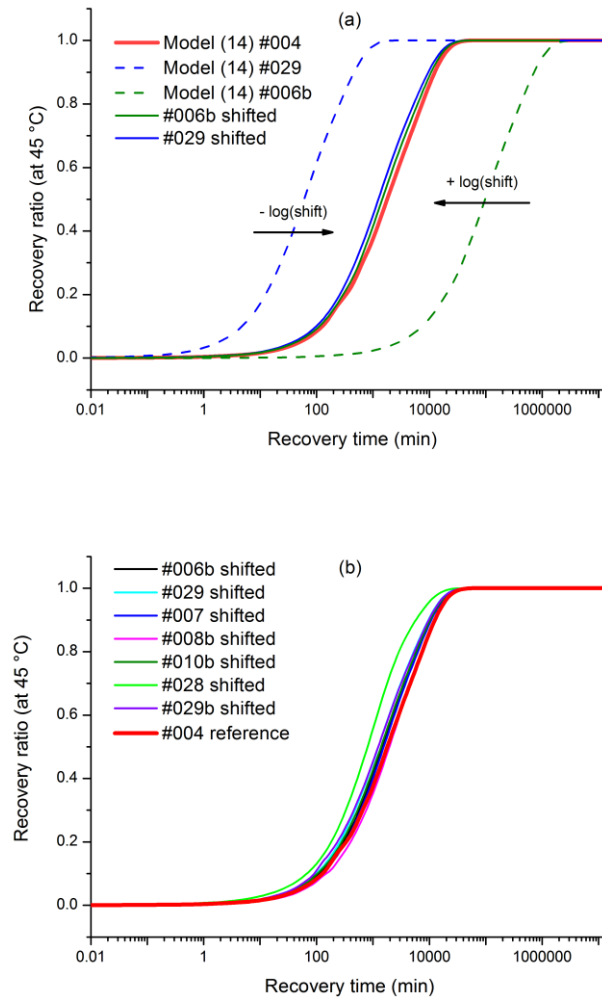 (a)
Model (14) #004
Model (14) #029
Model (14) #006b
#006b shifted
#029 shifted
- log(shift)
+ log(shift)
Recovery ratio (at 45 °C)
1.0
0.8
0.6
0.4
0.2
0.0
0.01
1
100
10000
1000000
Recovery time (min)
(b)
#006b shifted
#029 shifted
#007 shifted
#008b shifted
#010b shifted
#028 shifted
#029b shifted
#004 reference
Recovery ratio (at 45 °C)
1.0
0.8
0.6
0.4
0.2
0.0
0.01
1
100
10000
1000000
Recovery time (min)